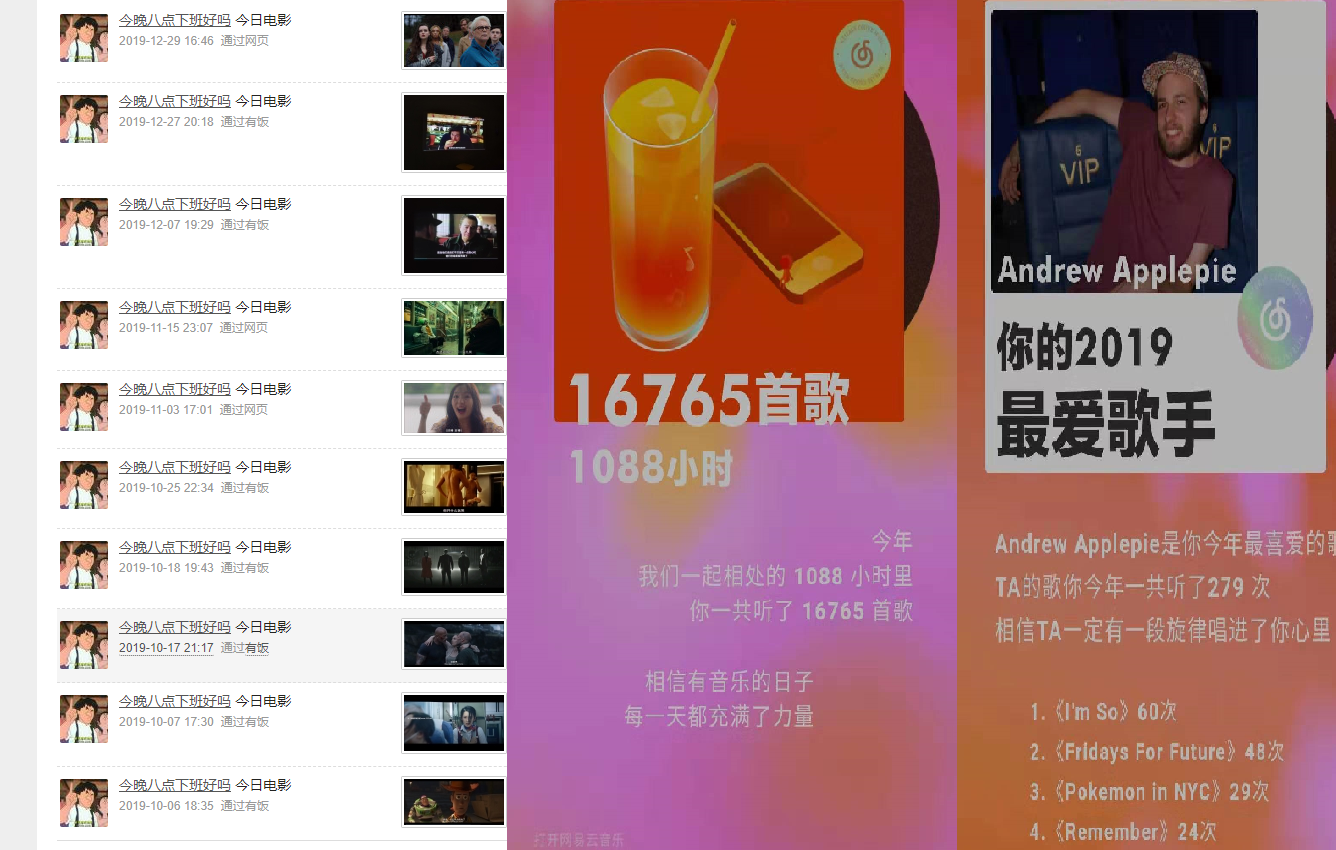 今晚八点下班好吗 今日电影
2019-12-29 16:46 通过网页
今晚八点下班好吗 今日电影
2019-12-27 20:18 通过有饭
今晚八点下班好吗 今日电影
2019-12-07 19:29 通过有饭
今晚八点下班好吗 今日电影
2019-11-15 23:07 通过网页
今晚八点下班好吗 今日电影
2019-11-03 17:01 通过网页
今晚八点下班好吗 今日电影
2019-10-25 22:34 通过有饭
今晚八点下班好吗 今日电影
2019-10-18 19:43 通过有饭
今晚八点下班好吗 今日电影
2019-10-17 21:17 通过有饭
今晚八点下班好吗 今日电影
2019-10-07 17:30 通过有饭
今晚八点下班好吗 今日电影
2019-10-06 18:35 通过有饭
16765首歌
1088小时
今年
我们一起相处的 1088 小时里
你一共听了 16765 首歌
相信有音乐的日子
每一天都充满了力量
打开网易云音乐
6
VIP
VIP
Andrew Applepie
你的2019
最爱歌手
Andrew Applepie是你今年最喜爱的歌
TA的歌你今年一共听了279 次
相信TA一定有一段旋律唱进了你心里
1.《I'm So》60次
2.《Fridays For Future》48次
3.《Pokemon in NYC》29次
4.《Remember》24次